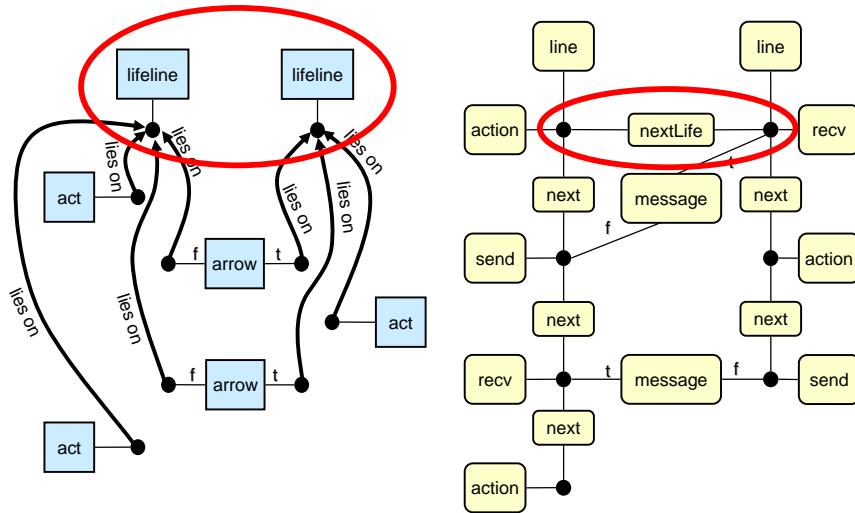 lifeline
lifeline
lies on
lies on
lies on
lies on
lies on
lies on
lies on
act
f
arrow
t
act
f
arrow
t
act
line
line
action
nextLife
recv
t
next
message
next
f
send
action
next
next
recv
t
message
f
send
next
action